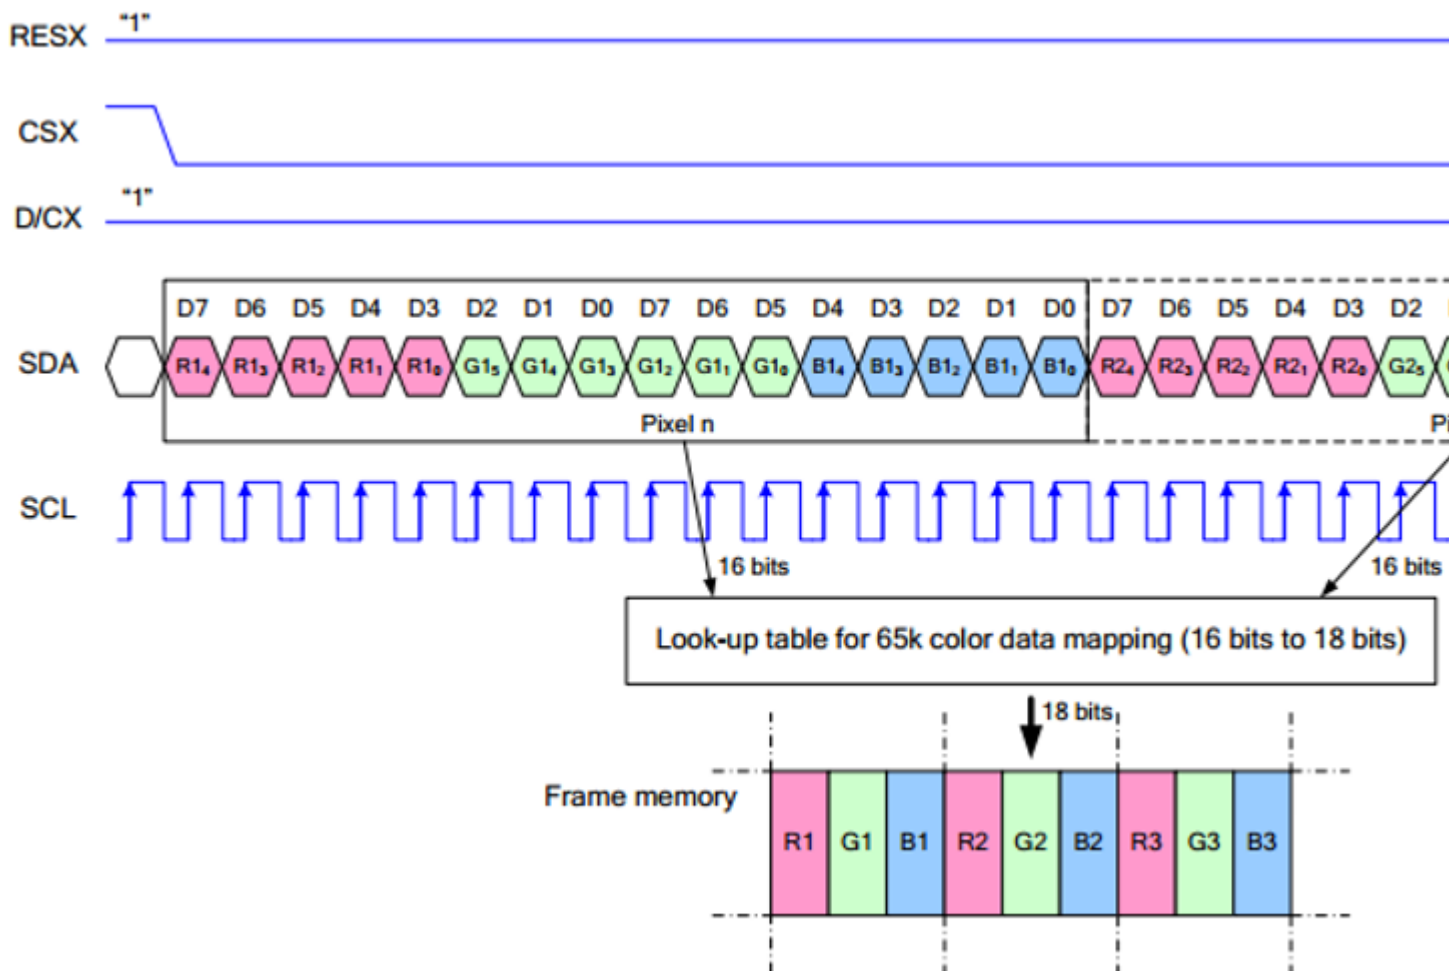 RESX "1"
CSX
D/CX "1"
D7 D6 D5 D4 D3 D2 D1 D0 D7 D6 D5 D4 D3 D2 D1 D0 D7 D6 D5 D4 D3 D2
SDA R1₄ R1₃ R1₂ R1₁ R1₀ G1₅ G1₄ G1₃ G1₂ G1₁ G1₀ B1₄ B1₃ B1₂ B1₁ B1₀ R2₄ R2₃ R2₂ R2₁ R2₀ G2₅
Pixel n Pi
SCL
16 bits 16 bits
Look-up table for 65k color data mapping (16 bits to 18 bits)
18 bits
Frame memory
R1 G1 B1 R2 G2 B2 R3 G3 B3